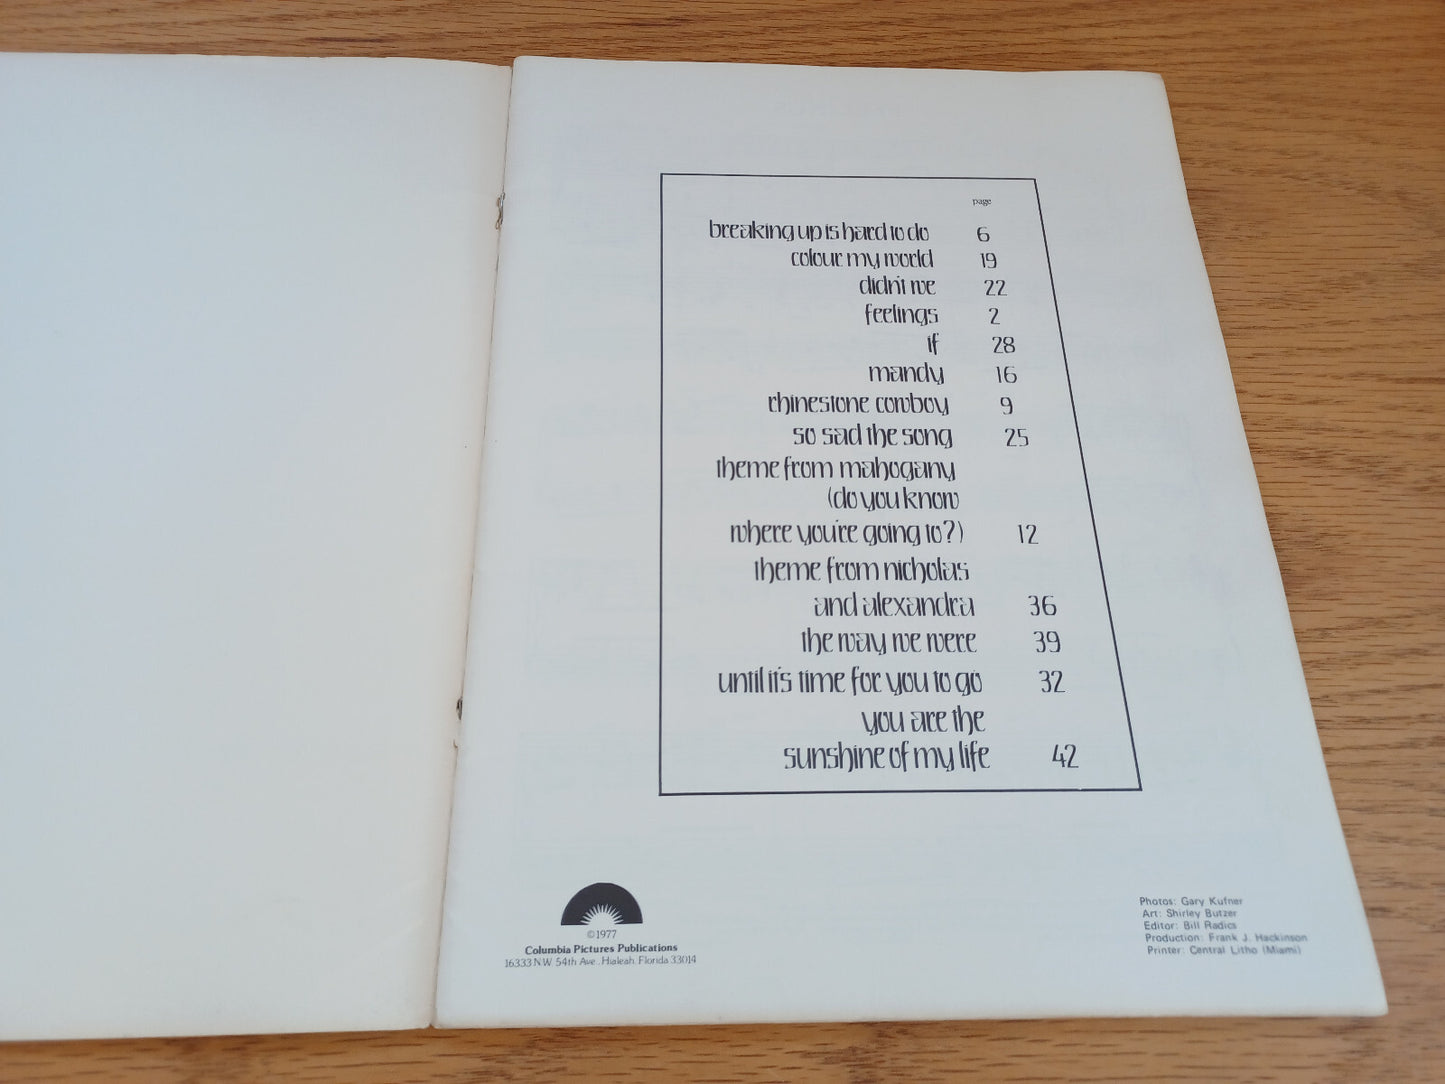 page
breaking up is hard to do 6
colour my world 19
didn't we 22
feelings 2
if 28
mandy 16
rhinestone cowboy 9
so sad the song 25
theme from mahogany
(do you know
where you're going to?) 12
theme from nicholas
and alexandra 36
the way we were 39
until it's time for you to go 32
you are the
sunshine of my life 42
©1977
Columbia Pictures Publications
16333 N.W. 54th Ave., Hialeah, Florida 33014
Photos: Gary Kufner
Art: Shirley Butzer
Editor: Bill Radics
Production: Frank J. Hackinson
Printer: Central Litho (Miami)